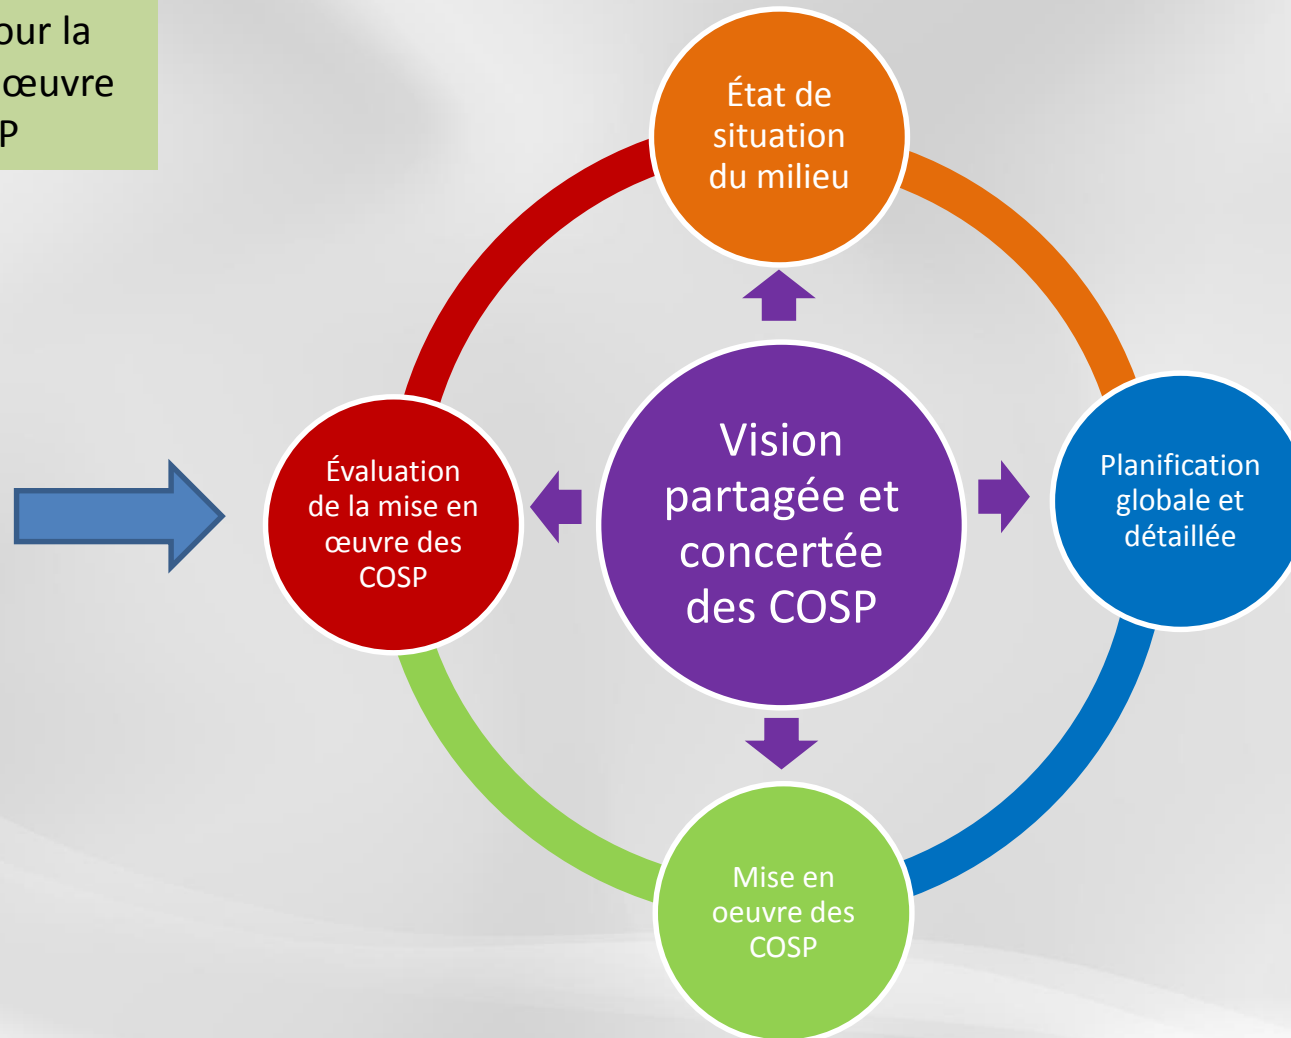 our la
œuvre
P
État de
situation
du milieu
Vision
partagée et
concertée
des COSP
Planification
globale et
détaillée
Évaluation
de la mise en
œuvre des
COSP
Mise en
oeuvre des
COSP